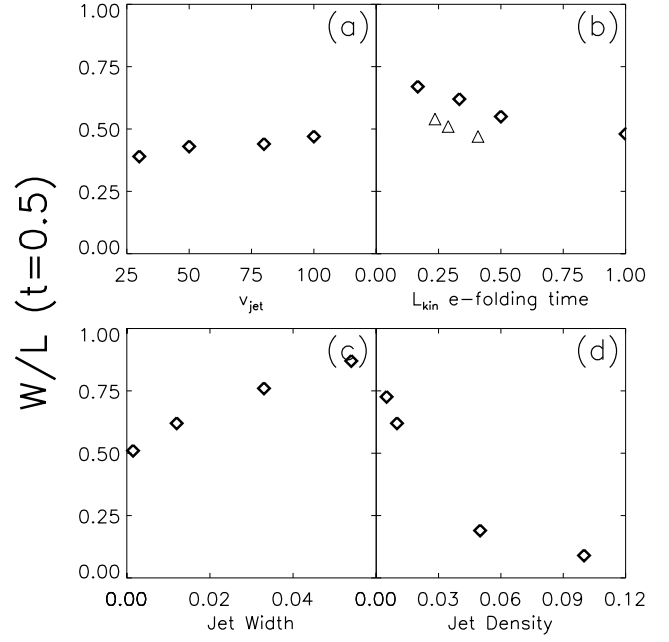 W/L (t=0.5)
(a)
1.00
0.75
0.50
0.25
0.00
25 50 75 100
v_jet
(b)
0.00 0.25 0.50 0.75 1.00
L_kin e-folding time
(c)
1.00
0.75
0.50
0.25
0.00
0.00 0.02 0.04
Jet Width
(d)
0.00 0.03 0.06 0.09 0.12
Jet Density